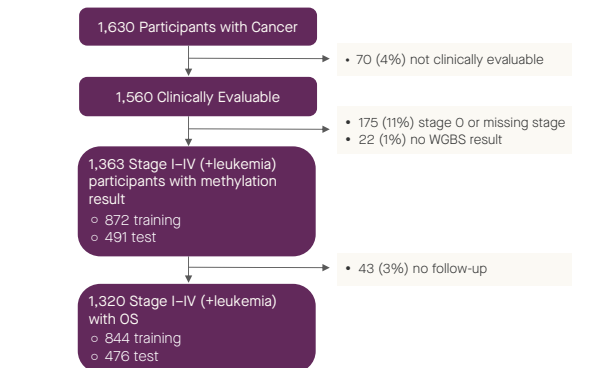 1,630 Participants with Cancer
• 70 (4%) not clinically evaluable
1,560 Clinically Evaluable
• 175 (11%) stage 0 or missing stage
• 22 (1%) no WGBS result
1,363 Stage I–IV (+leukemia)
participants with methylation
result
○ 872 training
○ 491 test
• 43 (3%) no follow-up
1,320 Stage I–IV (+leukemia)
with OS
○ 844 training
○ 476 test